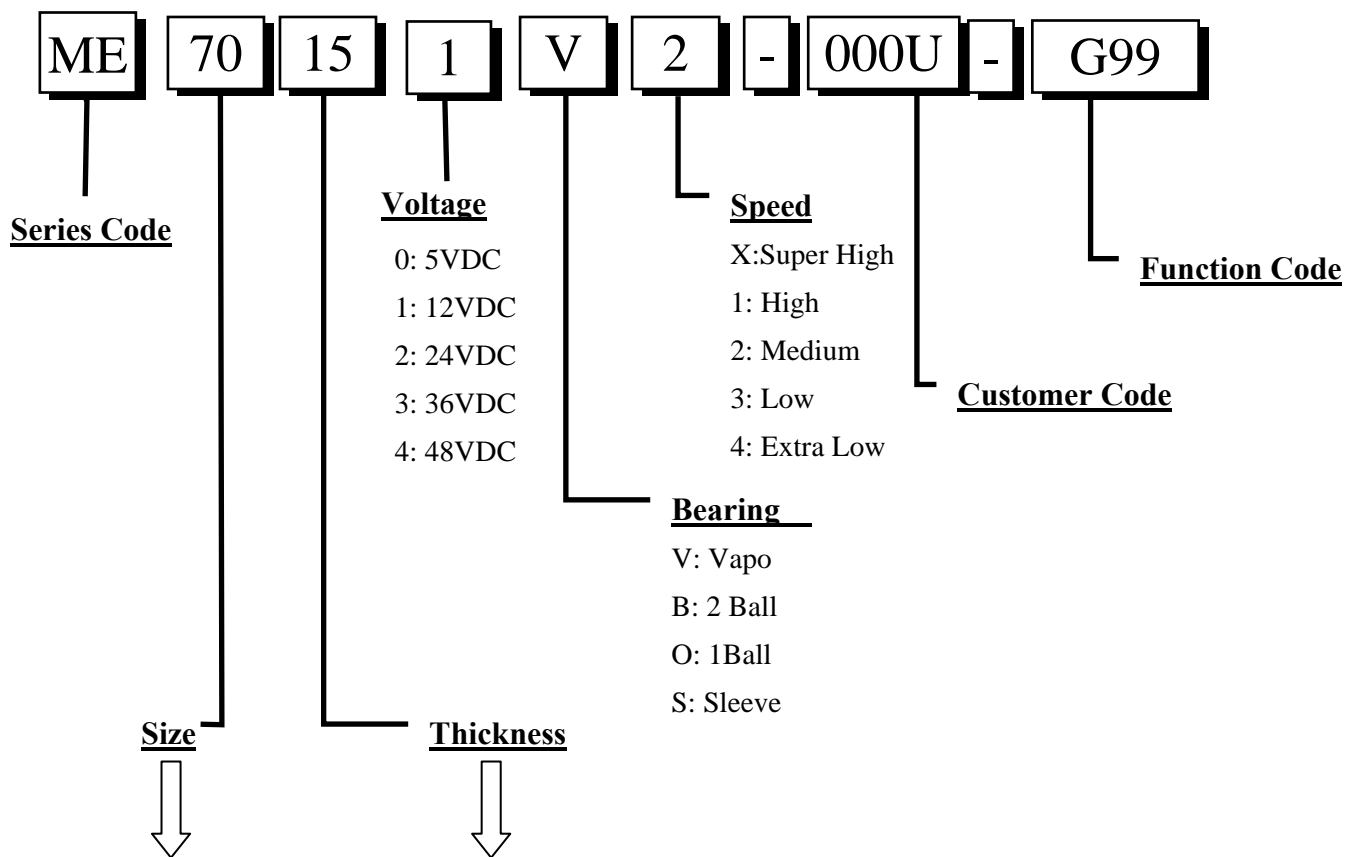 ME 70 15 1 V 2 - 000U - G99
Series Code
Voltage
0: 5VDC
1: 12VDC
2: 24VDC
3: 36VDC
4: 48VDC
Speed
X:Super High
1: High
2: Medium
3: Low
4: Extra Low
Function Code
Customer Code
Bearing
V: Vapo
B: 2 Ball
O: 1Ball
S: Sleeve
Size
Thickness